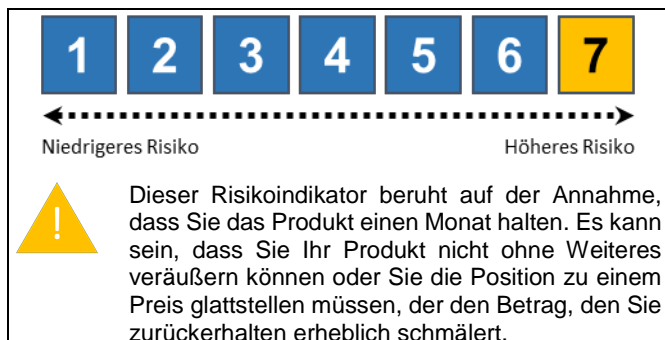 1 2 3 4 5 6 7
Niedrigeres Risiko Höheres Risiko
!
Dieser Risikoindikator beruht auf der Annahme,
dass Sie das Produkt einen Monat halten. Es kann
sein, dass Sie Ihr Produkt nicht ohne Weiteres
veräußern können oder Sie die Position zu einem
Preis glattstellen müssen, der den Betrag, den Sie
zurückerhalten erheblich schmälert.